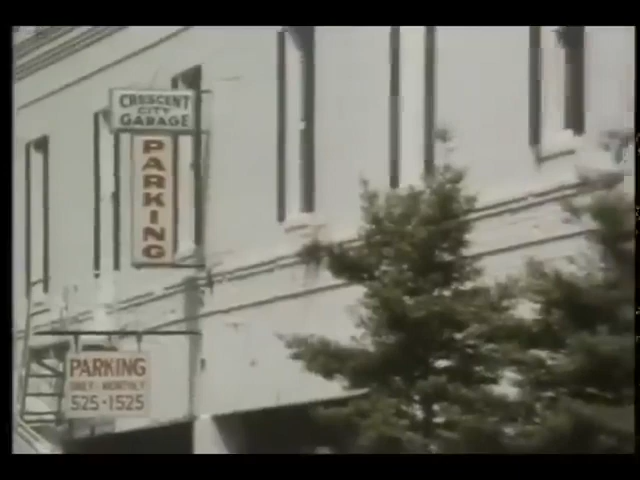 CRESCENT
CITY
GARAGE
PARKING
PARKING
DAILY - MONTHLY
525-1525